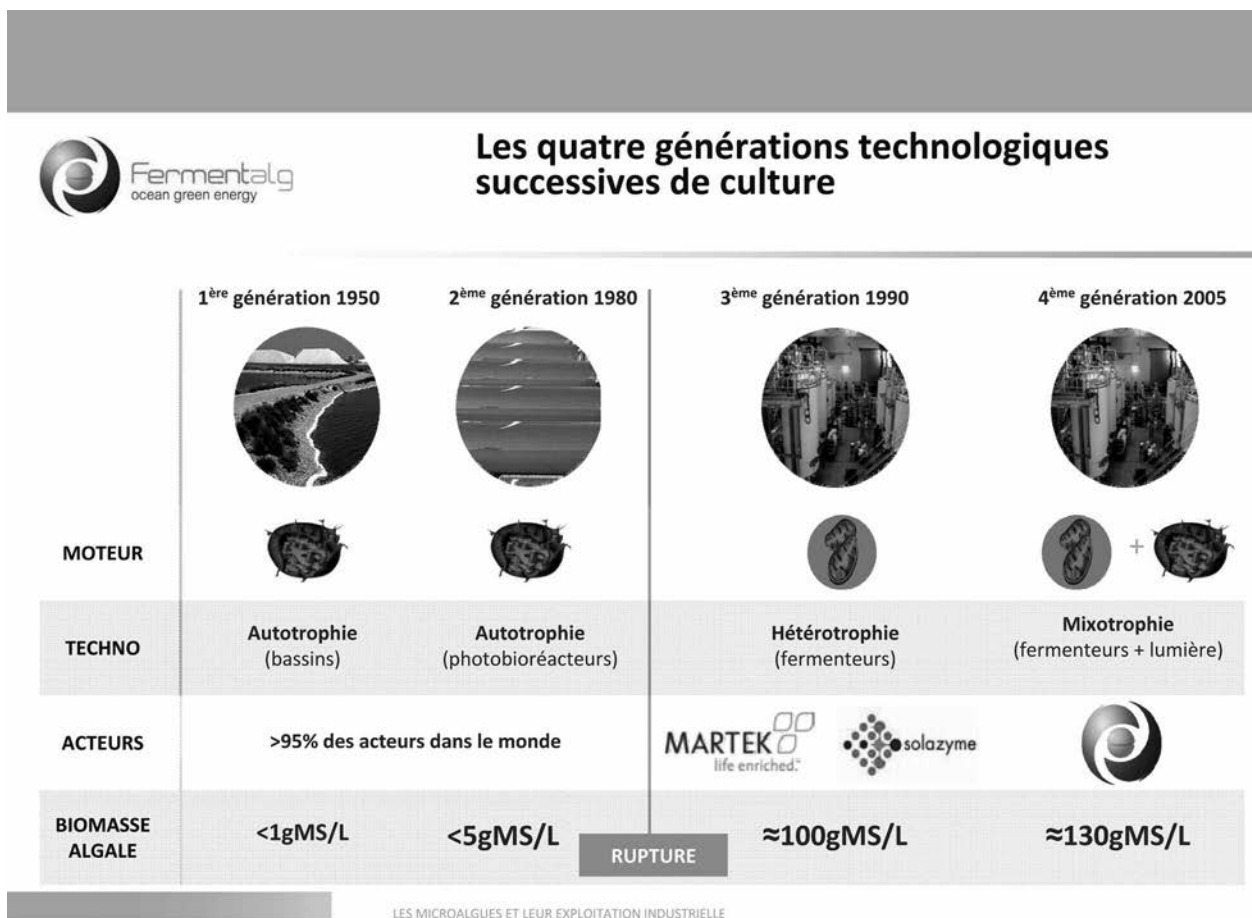 Fermentalg
ocean green energy
Les quatre générations technologiques
successives de culture
1ère génération 1950
2ème génération 1980
3ème génération 1990
4ème génération 2005
MOTEUR
+
TECHNO
Autotrophie
(bassins)
Autotrophie
(photobioréacteurs)
Hétérotrophie
(fermenteurs)
Mixotrophie
(fermenteurs + lumière)
ACTEURS
>95% des acteurs dans le monde
MARTEK
life enriched.™
solazyme
BIOMASSE
ALGALE
<1gMS/L
<5gMS/L
RUPTURE
≈100gMS/L
≈130gMS/L
LES MICROALGUES ET LEUR EXPLOITATION INDUSTRIELLE